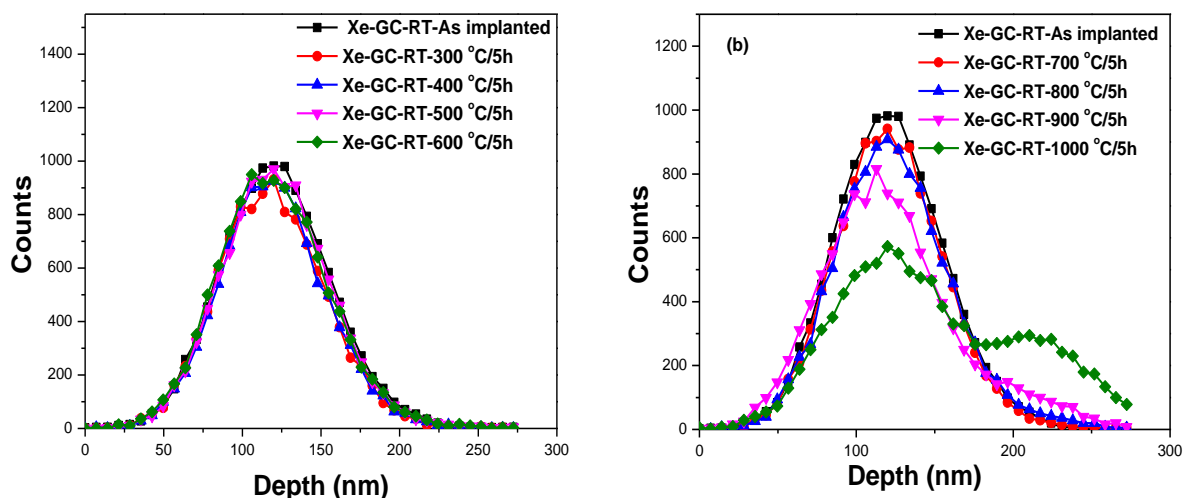 Counts
1400
1200
1000
800
600
400
200
0
Xe-GC-RT-As implanted
Xe-GC-RT-300 °C/5h
Xe-GC-RT-400 °C/5h
Xe-GC-RT-500 °C/5h
Xe-GC-RT-600 °C/5h
0 50 100 150 200 250 300
Depth (nm)
Counts
1200
1000
800
600
400
200
0
(b)
Xe-GC-RT-As implanted
Xe-GC-RT-700 °C/5h
Xe-GC-RT-800 °C/5h
Xe-GC-RT-900 °C/5h
Xe-GC-RT-1000 °C/5h
0 100 200 300
Depth (nm)